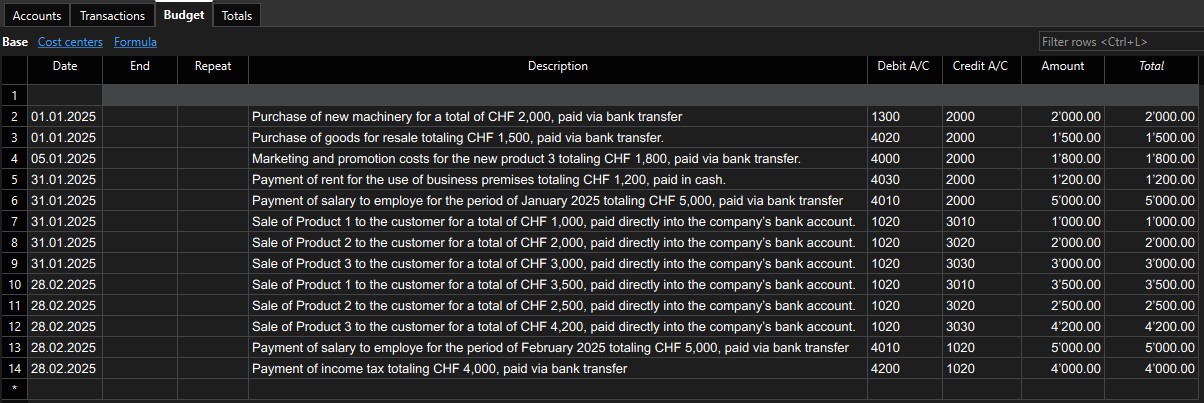 Accounts Transactions Budget Totals
Base Cost centers Formula Filter rows <Ctrl+L>
Date End Repeat Description Debit A/C Credit A/C Amount Total
1
2 01.01.2025 Purchase of new machinery for a total of CHF 2,000, paid via bank transfer 1300 2000 2’000.00 2’000.00
3 01.01.2025 Purchase of goods for resale totaling CHF 1,500, paid via bank transfer. 4020 2000 1’500.00 1’500.00
4 05.01.2025 Marketing and promotion costs for the new product 3 totaling CHF 1,800, paid via bank transfer. 4000 2000 1’800.00 1’800.00
5 31.01.2025 Payment of rent for the use of business premises totaling CHF 1,200, paid in cash. 4030 2000 1’200.00 1’200.00
6 31.01.2025 Payment of salary to employe for the period of January 2025 totaling CHF 5,000, paid via bank transfer 4010 2000 5’000.00 5’000.00
7 31.01.2025 Sale of Product 1 to the customer for a total of CHF 1,000, paid directly into the company’s bank account. 1020 3010 1’000.00 1’000.00
8 31.01.2025 Sale of Product 2 to the customer for a total of CHF 2,000, paid directly into the company’s bank account. 1020 3020 2’000.00 2’000.00
9 31.01.2025 Sale of Product 3 to the customer for a total of CHF 3,000, paid directly into the company’s bank account. 1020 3030 3’000.00 3’000.00
10 28.02.2025 Sale of Product 1 to the customer for a total of CHF 3,500, paid directly into the company’s bank account. 1020 3010 3’500.00 3’500.00
11 28.02.2025 Sale of Product 2 to the customer for a total of CHF 2,500, paid directly into the company’s bank account. 1020 3020 2’500.00 2’500.00
12 28.02.2025 Sale of Product 3 to the customer for a total of CHF 4,200, paid directly into the company’s bank account. 1020 3030 4’200.00 4’200.00
13 28.02.2025 Payment of salary to employe for the period of February 2025 totaling CHF 5,000, paid via bank transfer 4010 1020 5’000.00 5’000.00
14 28.02.2025 Payment of income tax totaling CHF 4,000, paid via bank transfer 4200 1020 4’000.00 4’000.00
*